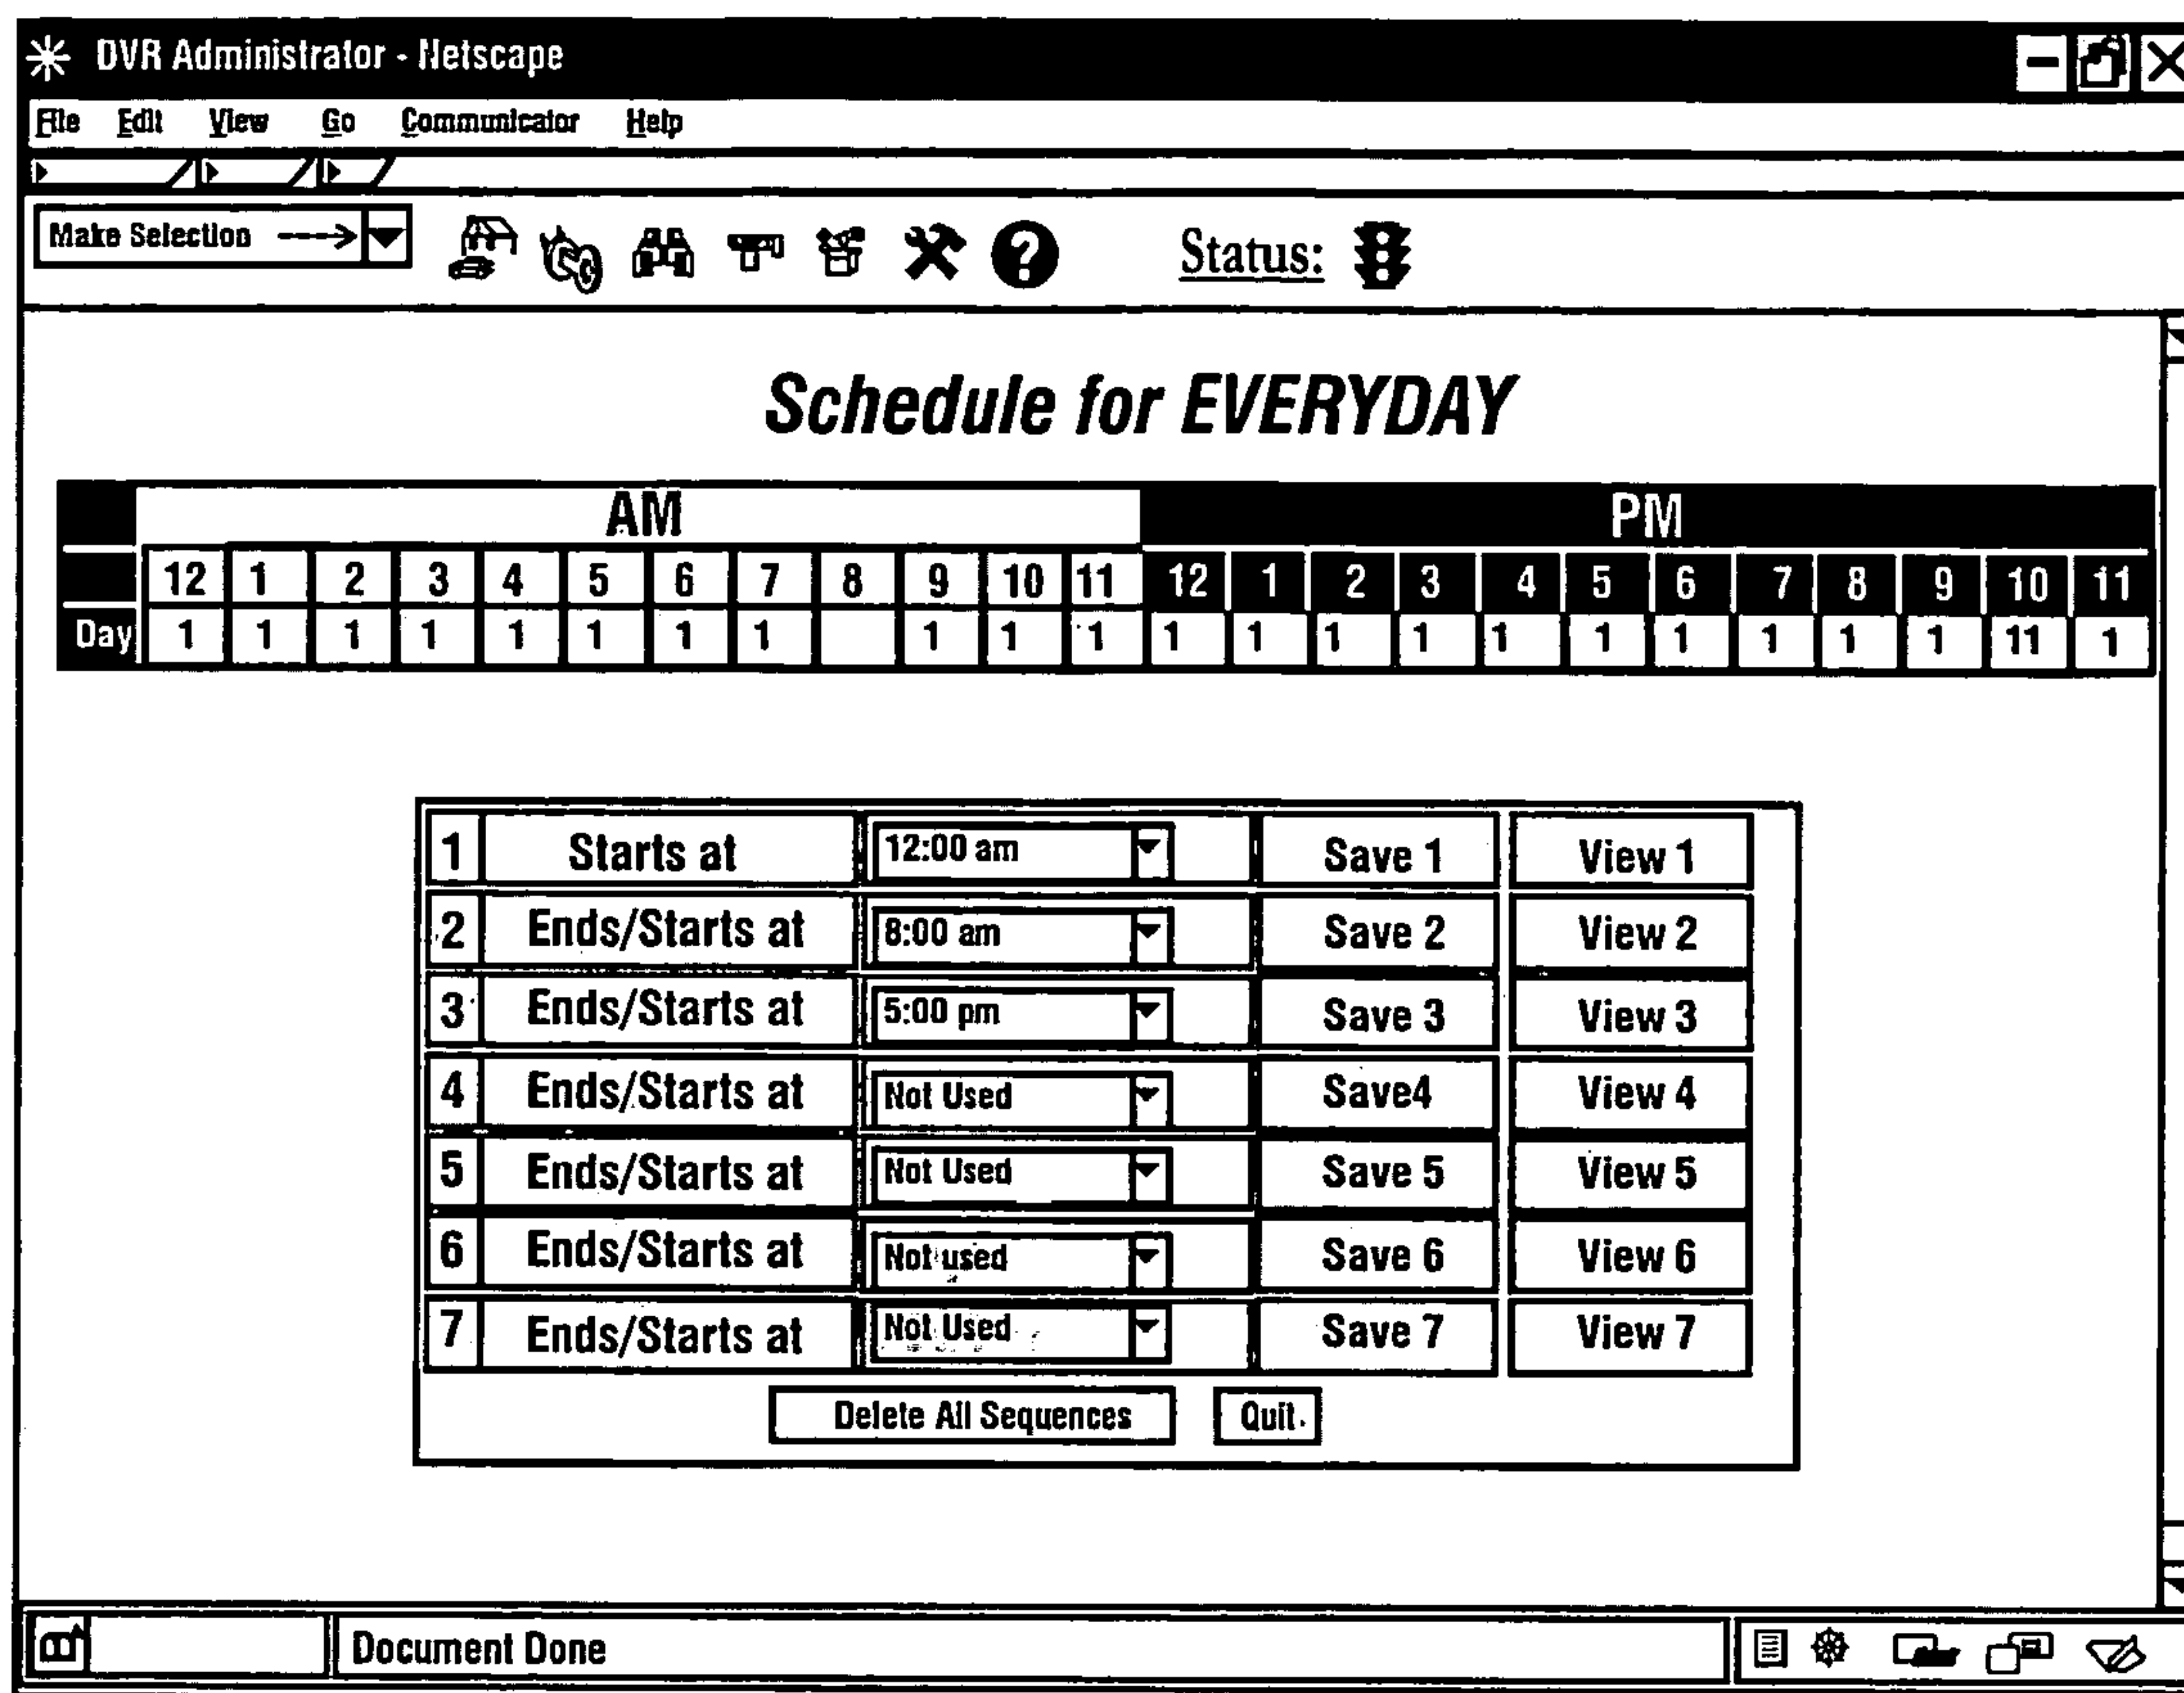 DVR Administrator - Netscape
File Edit View Go Communicator Help
Make Selection Status:
Schedule for EVERYDAY
AM PM
12 1 2 3 4 5 6 7 8 9 10 11 12 1 2 3 4 5 6 7 8 9 10 11
Day 1 1 1 1 1 1 1 1 1 1 1 1 1 1 1 1 1 1 1 1 1 11 1
1 Starts at 12:00 am Save 1 View 1
2 Ends/Starts at 8:00 am Save 2 View 2
3 Ends/Starts at 5:00 pm Save 3 View 3
4 Ends/Starts at Not Used Save4 View 4
5 Ends/Starts at Not Used Save 5 View 5
6 Ends/Starts at Not used Save 6 View 6
7 Ends/Starts at Not Used Save 7 View 7
Delete All Sequences Quit
Document Done